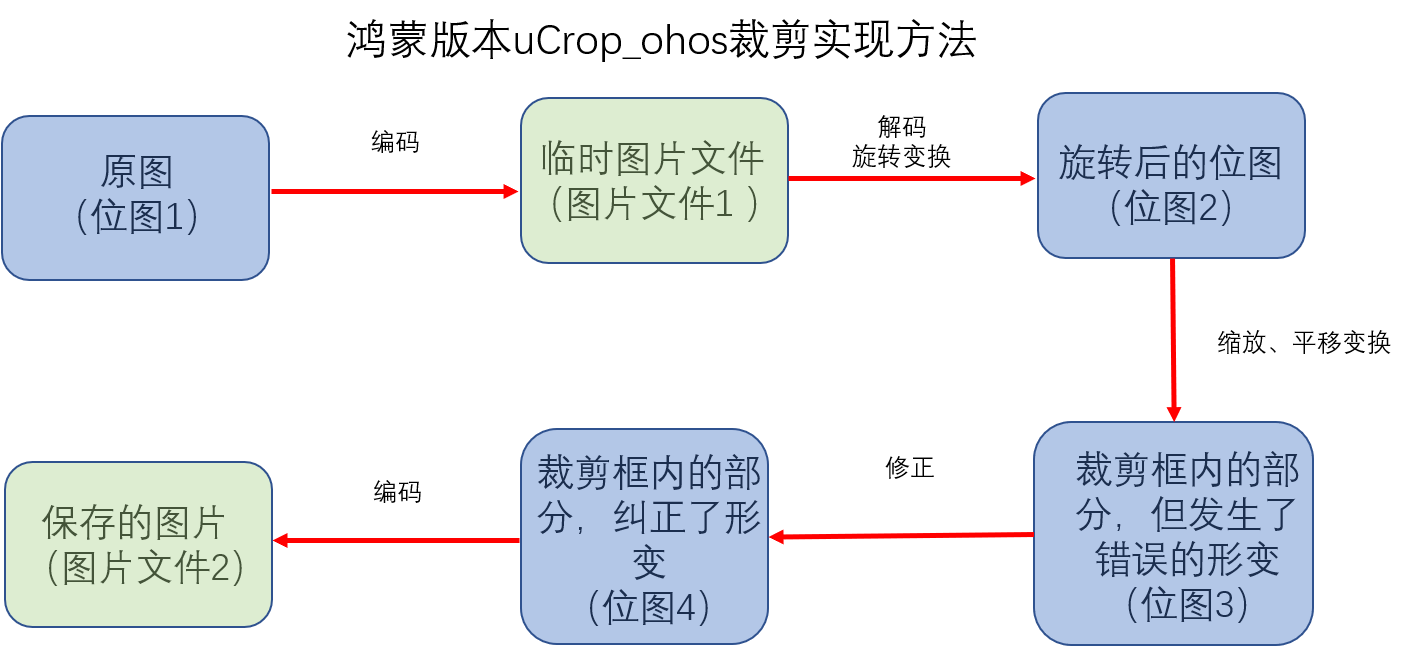 鸿蒙版本uCrop_ohos裁剪实现方法
原图
（位图1）
编码
临时图片文件
（图片文件1 ）
解码
旋转变换
旋转后的位图
（位图2）
缩放、平移变换
裁剪框内的部
分，但发生了
错误的形变
（位图3）
修正
裁剪框内的部
分，纠正了形
变
（位图4）
编码
保存的图片
（图片文件2）